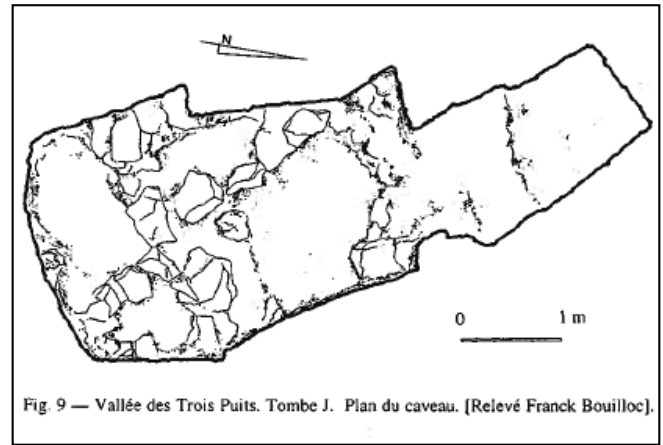 N
0 1 m
Fig. 9 — Vallée des Trois Puits. Tombe J. Plan du caveau. [Relevé Franck Bouilloc].